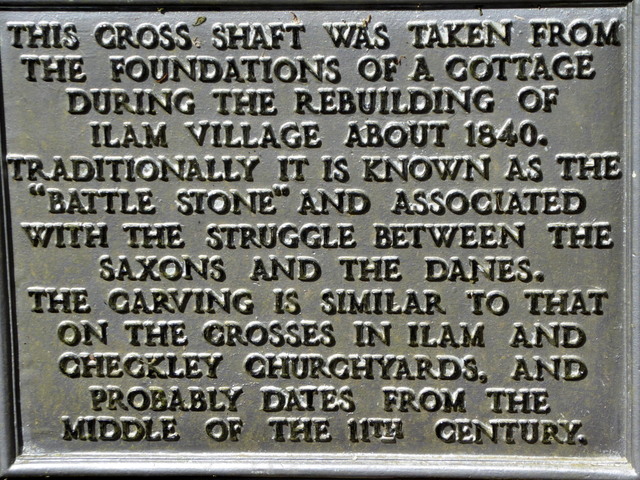 THIS CROSS SHAFT WAS TAKEN FROM
THE FOUNDATIONS OF A COTTAGE
DURING THE REBUILDING OF
ILAM VILLAGE ABOUT 1840.
TRADITIONALLY IT IS KNOWN AS THE
"BATTLE STONE" AND ASSOCIATED
WITH THE STRUGGLE BETWEEN THE
SAXONS AND THE DANES.
THE CARVING IS SIMILAR TO THAT
ON THE CROSSES IN ILAM AND
CHECKLEY CHURCHYARDS, AND
PROBABLY DATES FROM THE
MIDDLE OF THE 11TH CENTURY.